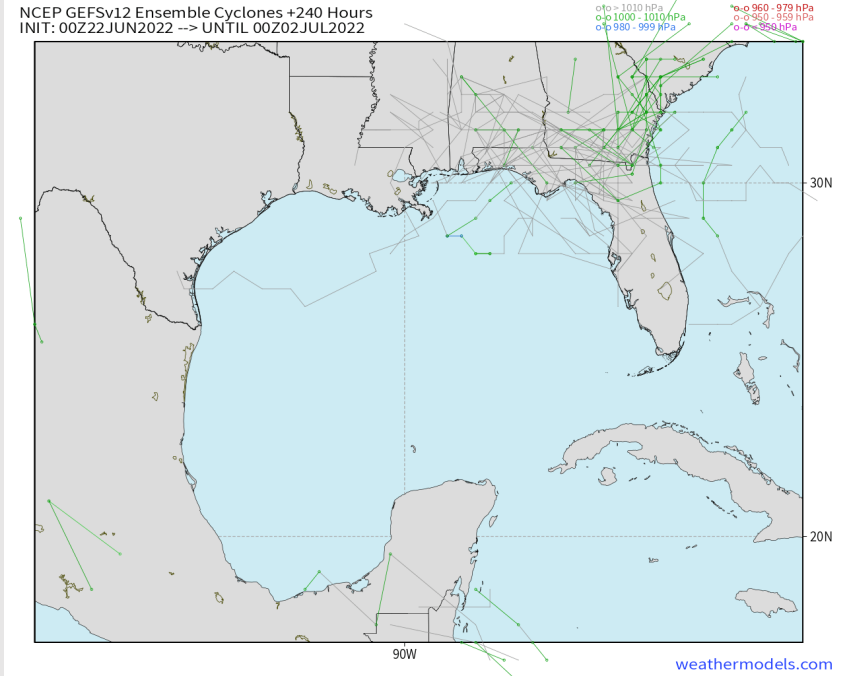 NCEP GEFSv12 Ensemble Cyclones +240 Hours
INIT: 00Z22JUN2022 --> UNTIL 00Z02JUL2022
o-o > 1010 hPa
o-o 1000 - 1010 hPa
o-o 980 - 999 hPa
o-o 960 - 979 hPa
o-o 950 - 959 hPa
o-o < 950 hPa
30N
20N
90W
weathermodels.com